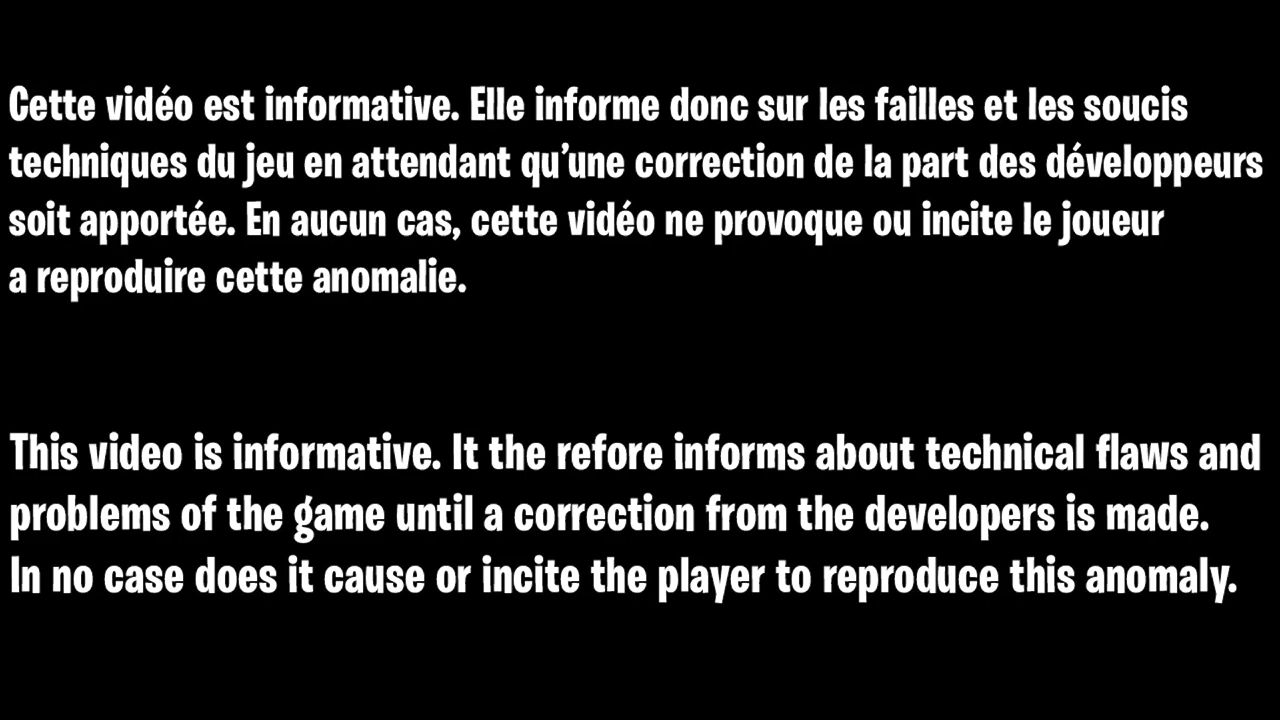 Cette vidéo est informative. Elle informe donc sur les failles et les soucis
techniques du jeu en attendant qu’une correction de la part des développeurs
soit apportée. En aucun cas, cette vidéo ne provoque ou incite le joueur
a reproduire cette anomalie.
This video is informative. It the refore informs about technical flaws and
problems of the game until a correction from the developers is made.
In no case does it cause or incite the player to reproduce this anomaly.